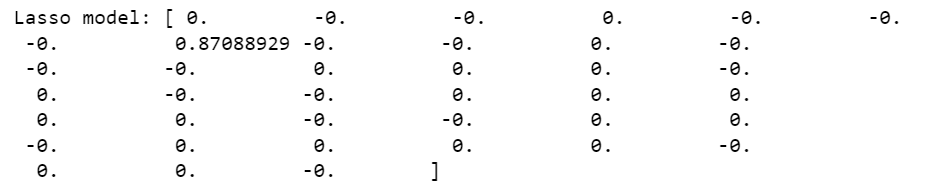 Lasso model: [ 0. -0. -0. 0. -0. -0.
-0. 0.87088929 -0. -0. 0. -0.
-0. -0. 0. 0. 0. -0.
0. -0. -0. 0. 0. 0.
0. 0. -0. -0. 0. 0.
-0. 0. 0. 0. 0. -0.
0. 0. -0. ]